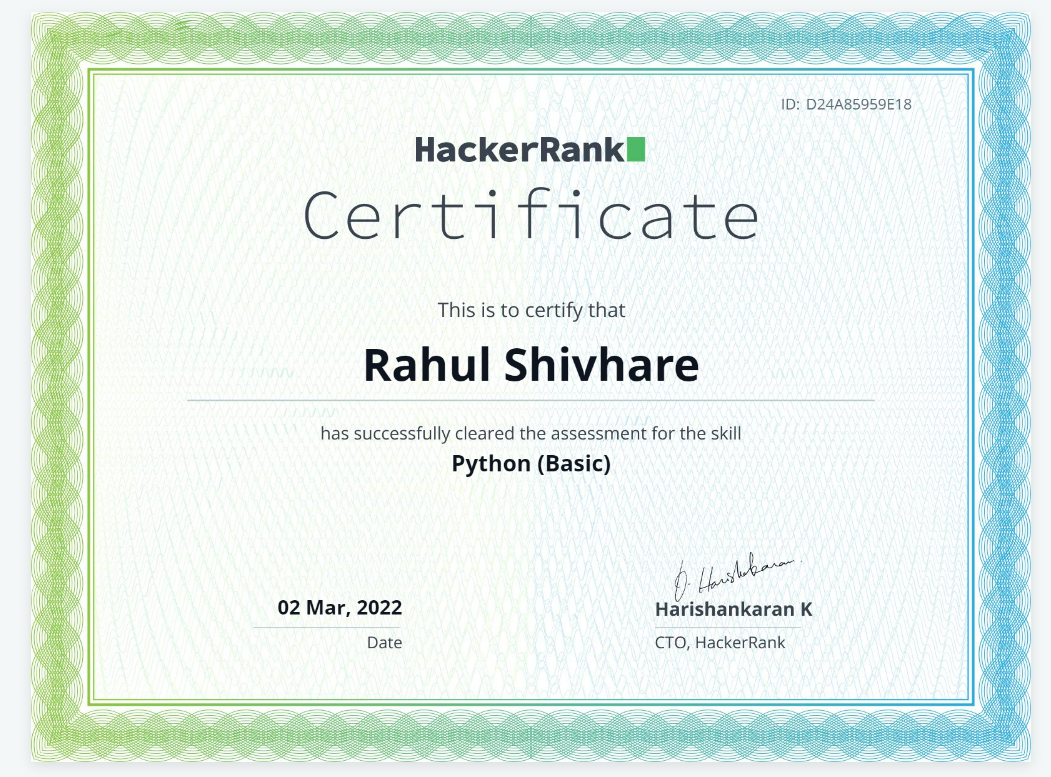 ID: D24A85959E18
HackerRank
Certificate
This is to certify that
Rahul Shivhare
has successfully cleared the assessment for the skill
Python (Basic)
02 Mar, 2022
Date
Harishankaran K
CTO, HackerRank